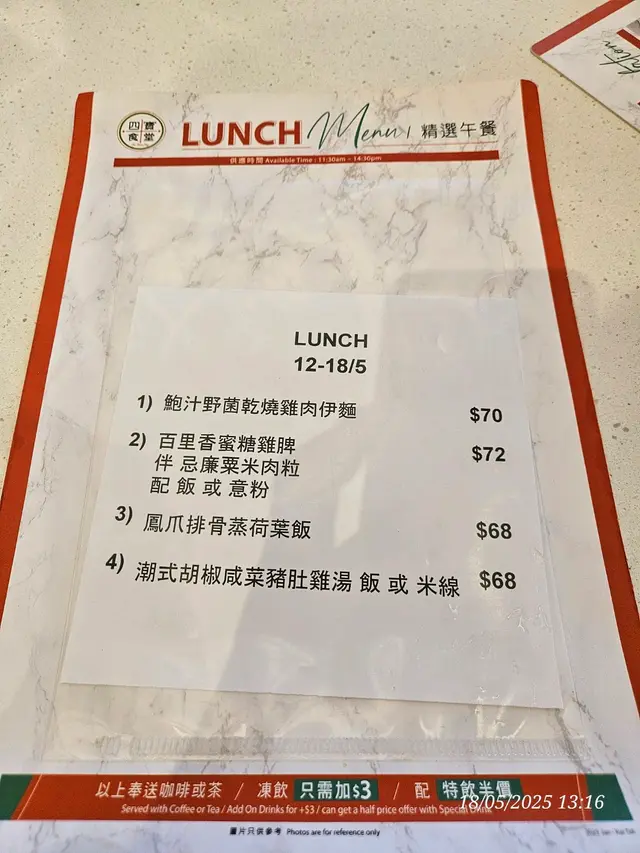 四寶食堂
LUNCH Menu / 精選午餐
供應時間 Available Time : 11:30am - 14:30pm
LUNCH
12-18/5
1) 鮑汁野菌乾燒雞肉伊麵 $70
2) 百里香蜜糖雞脾 $72
伴 忌廉粟米肉粒
配 飯 或 意粉
3) 鳳爪排骨蒸荷葉飯 $68
4) 潮式胡椒咸菜豬肚雞湯 飯 或 米線 $68
以上奉送咖啡或茶 / 凍飲 只需加$3 / 配 特飲半價
Served with Coffee or Tea / Add On Drinks for +$3 / can get a half price offer with Special Drink
18/05/2025 13:16
圖片只供參考 Photos are for reference only